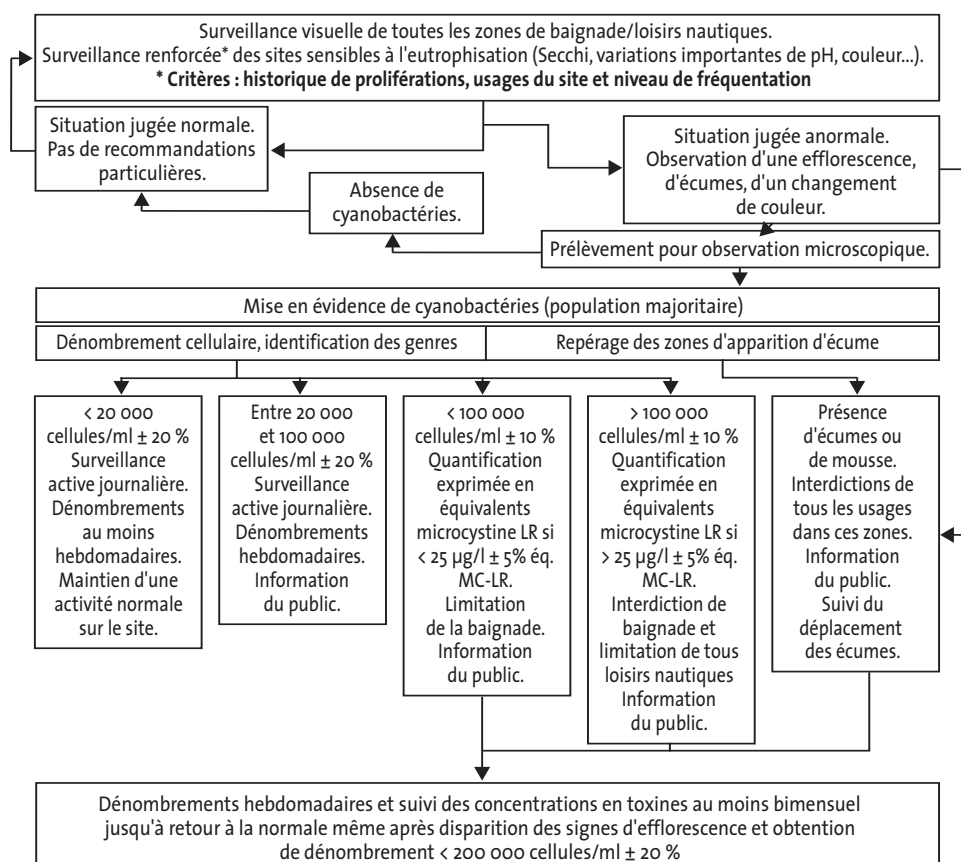 Surveillance visuelle de toutes les zones de baignade/loisirs nautiques.
Surveillance renforcée* des sites sensibles à l'eutrophisation (Secchi, variations importantes de pH, couleur...).
* Critères : historique de proliférations, usages du site et niveau de fréquentation
Situation jugée normale.
Pas de recommandations
particulières.
Situation jugée anormale.
Observation d'une efflorescence,
d'écumes, d'un changement
de couleur.
Absence de
cyanobactéries.
Prélèvement pour observation microscopique.
Mise en évidence de cyanobactéries (population majoritaire)
Dénombrement cellulaire, identification des genres
Repérage des zones d'apparition d'écume
< 20 000
cellules/ml ± 20 %
Surveillance
active journalière.
Dénombrements
au moins
hebdomadaires.
Maintien d'une
activité normale
sur le site.
Entre 20 000
et 100 000
cellules/ml ± 20 %
Surveillance
active journalière.
Dénombrements
hebdomadaires.
Information
du public.
< 100 000
cellules/ml ± 10 %
Quantification
exprimée en
équivalents
microcystine LR si
< 25 µg/l ± 5% éq.
MC-LR.
Limitation
de la baignade.
Information
du public.
> 100 000
cellules/ml ± 10 %
Quantification
exprimée en
équivalents
microcystine LR si
> 25 µg/l ± 5% éq.
MC-LR.
Interdiction de
baignade et
limitation de tous
loisirs nautiques
Information
du public.
Présence
d'écumes ou
de mousse.
Interdictions de
tous les usages
dans ces zones.
Information
du public.
Suivi du
déplacement
des écumes.
Dénombrements hebdomadaires et suivi des concentrations en toxines au moins bimensuel
jusqu'à retour à la normale même après disparition des signes d'efflorescence et obtention
de dénombrement < 200 000 cellules/ml ± 20 %